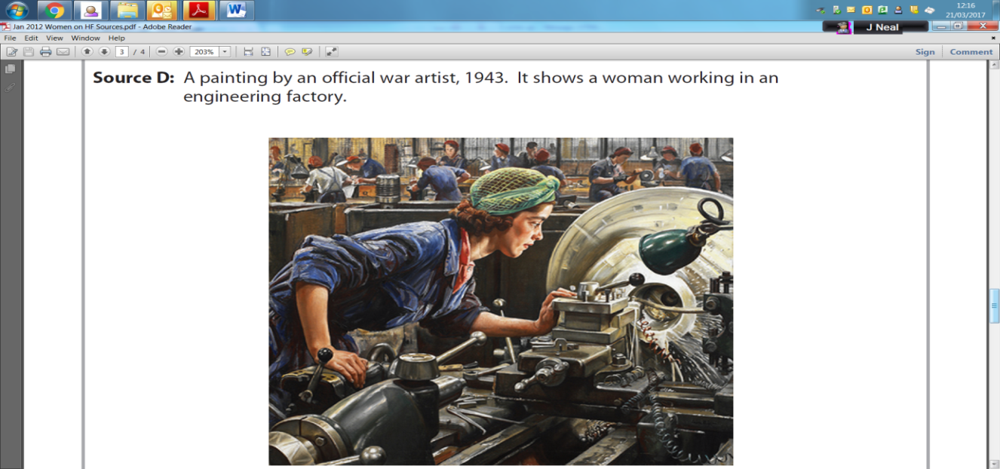 12:16
21/03/2017
Jan 2012 Women on HF Sources.pdf - Adobe Reader
J Neal
File Edit View Window Help
3 / 4 203% Sign Comment
Source D: A painting by an official war artist, 1943. It shows a woman working in an
engineering factory.